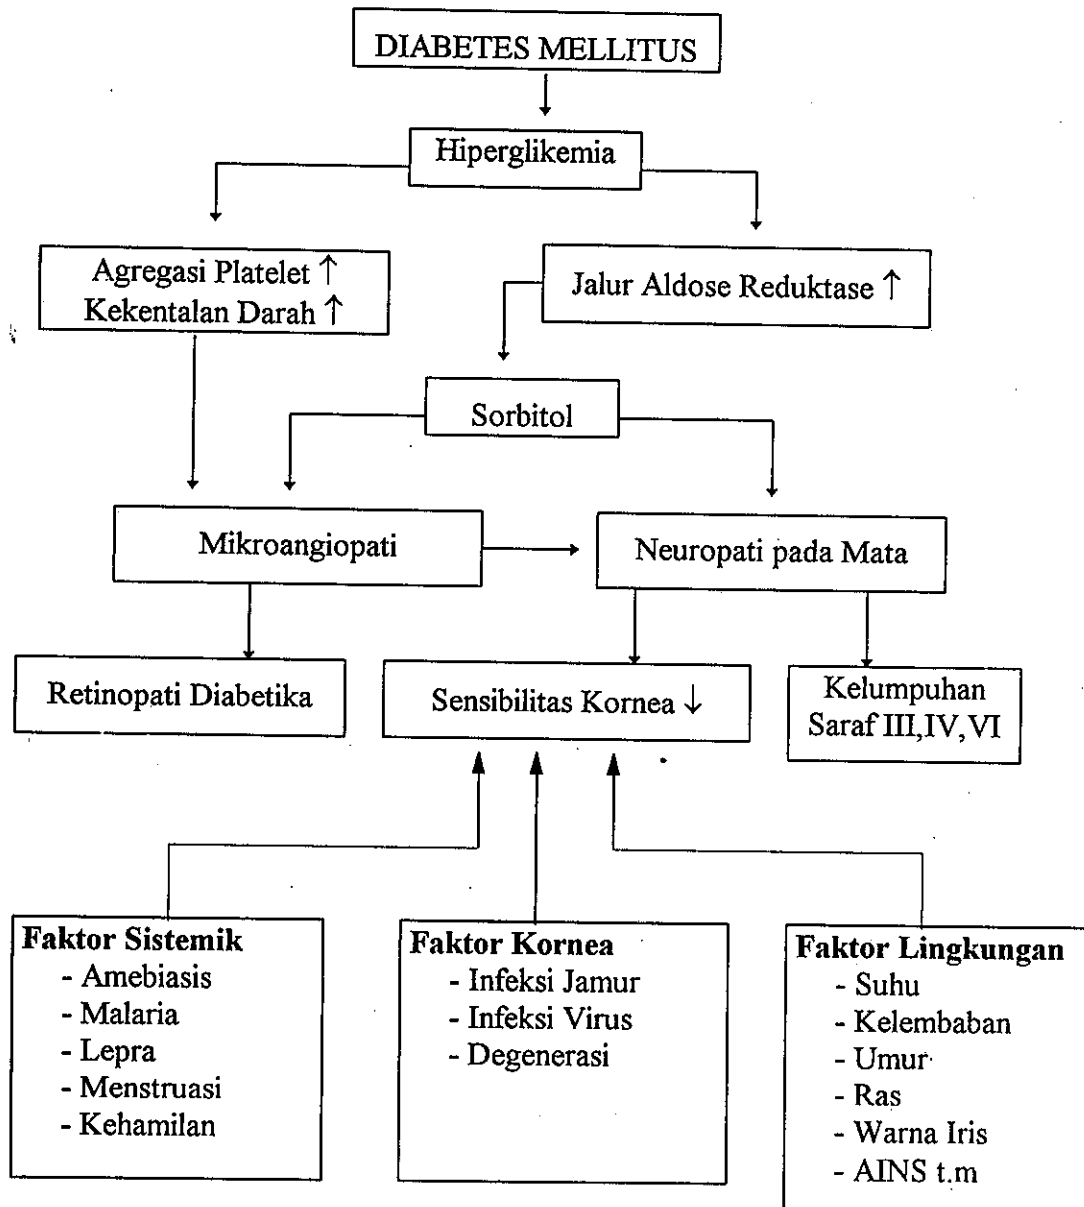 DIABETES MELLITUS
Hiperglikemia
Agregasi Platelet ↑
Kekentalan Darah ↑
Jalur Aldose Reduktase ↑
Sorbitol
Mikroangiopati
Neuropati pada Mata
Retinopati Diabetika
Sensibilitas Kornea ↓
Kelumpuhan
Saraf III,IV,VI
Faktor Sistemik
- Amebiasis
- Malaria
- Lepra
- Menstruasi
- Kehamilan
Faktor Kornea
- Infeksi Jamur
- Infeksi Virus
- Degenerasi
Faktor Lingkungan
- Suhu
- Kelembaban
- Umur
- Ras
- Warna Iris
- AINS t.m